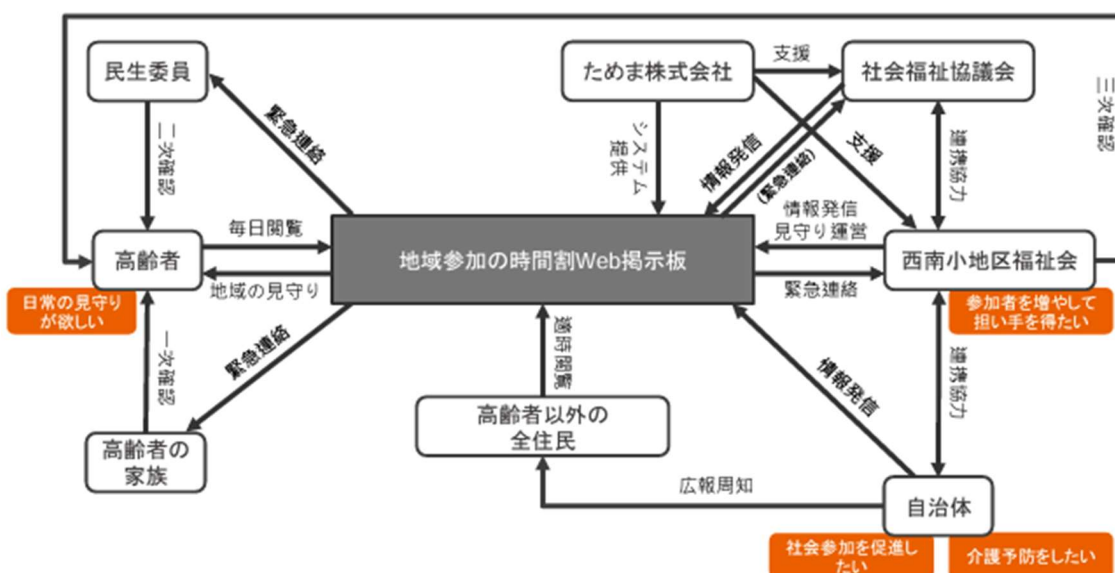 民生委員
ためま株式会社
支援
社会福祉協議会
三次確認
二次確認
緊急連絡
システム
提供
情報発信
(緊急連絡)
支援
連携協力
高齢者
毎日閲覧
地域の見守り
地域参加の時間割Web掲示板
情報発信
見守り運営
緊急連絡
西南小地区福祉会
日常の見守り
が欲しい
参加者を増やして
担い手を得たい
一次確認
緊急連絡
適時閲覧
情報発信
連携協力
高齢者の
家族
高齢者以外の
全住民
広報周知
自治体
社会参加を促進し
たい
介護予防をしたい